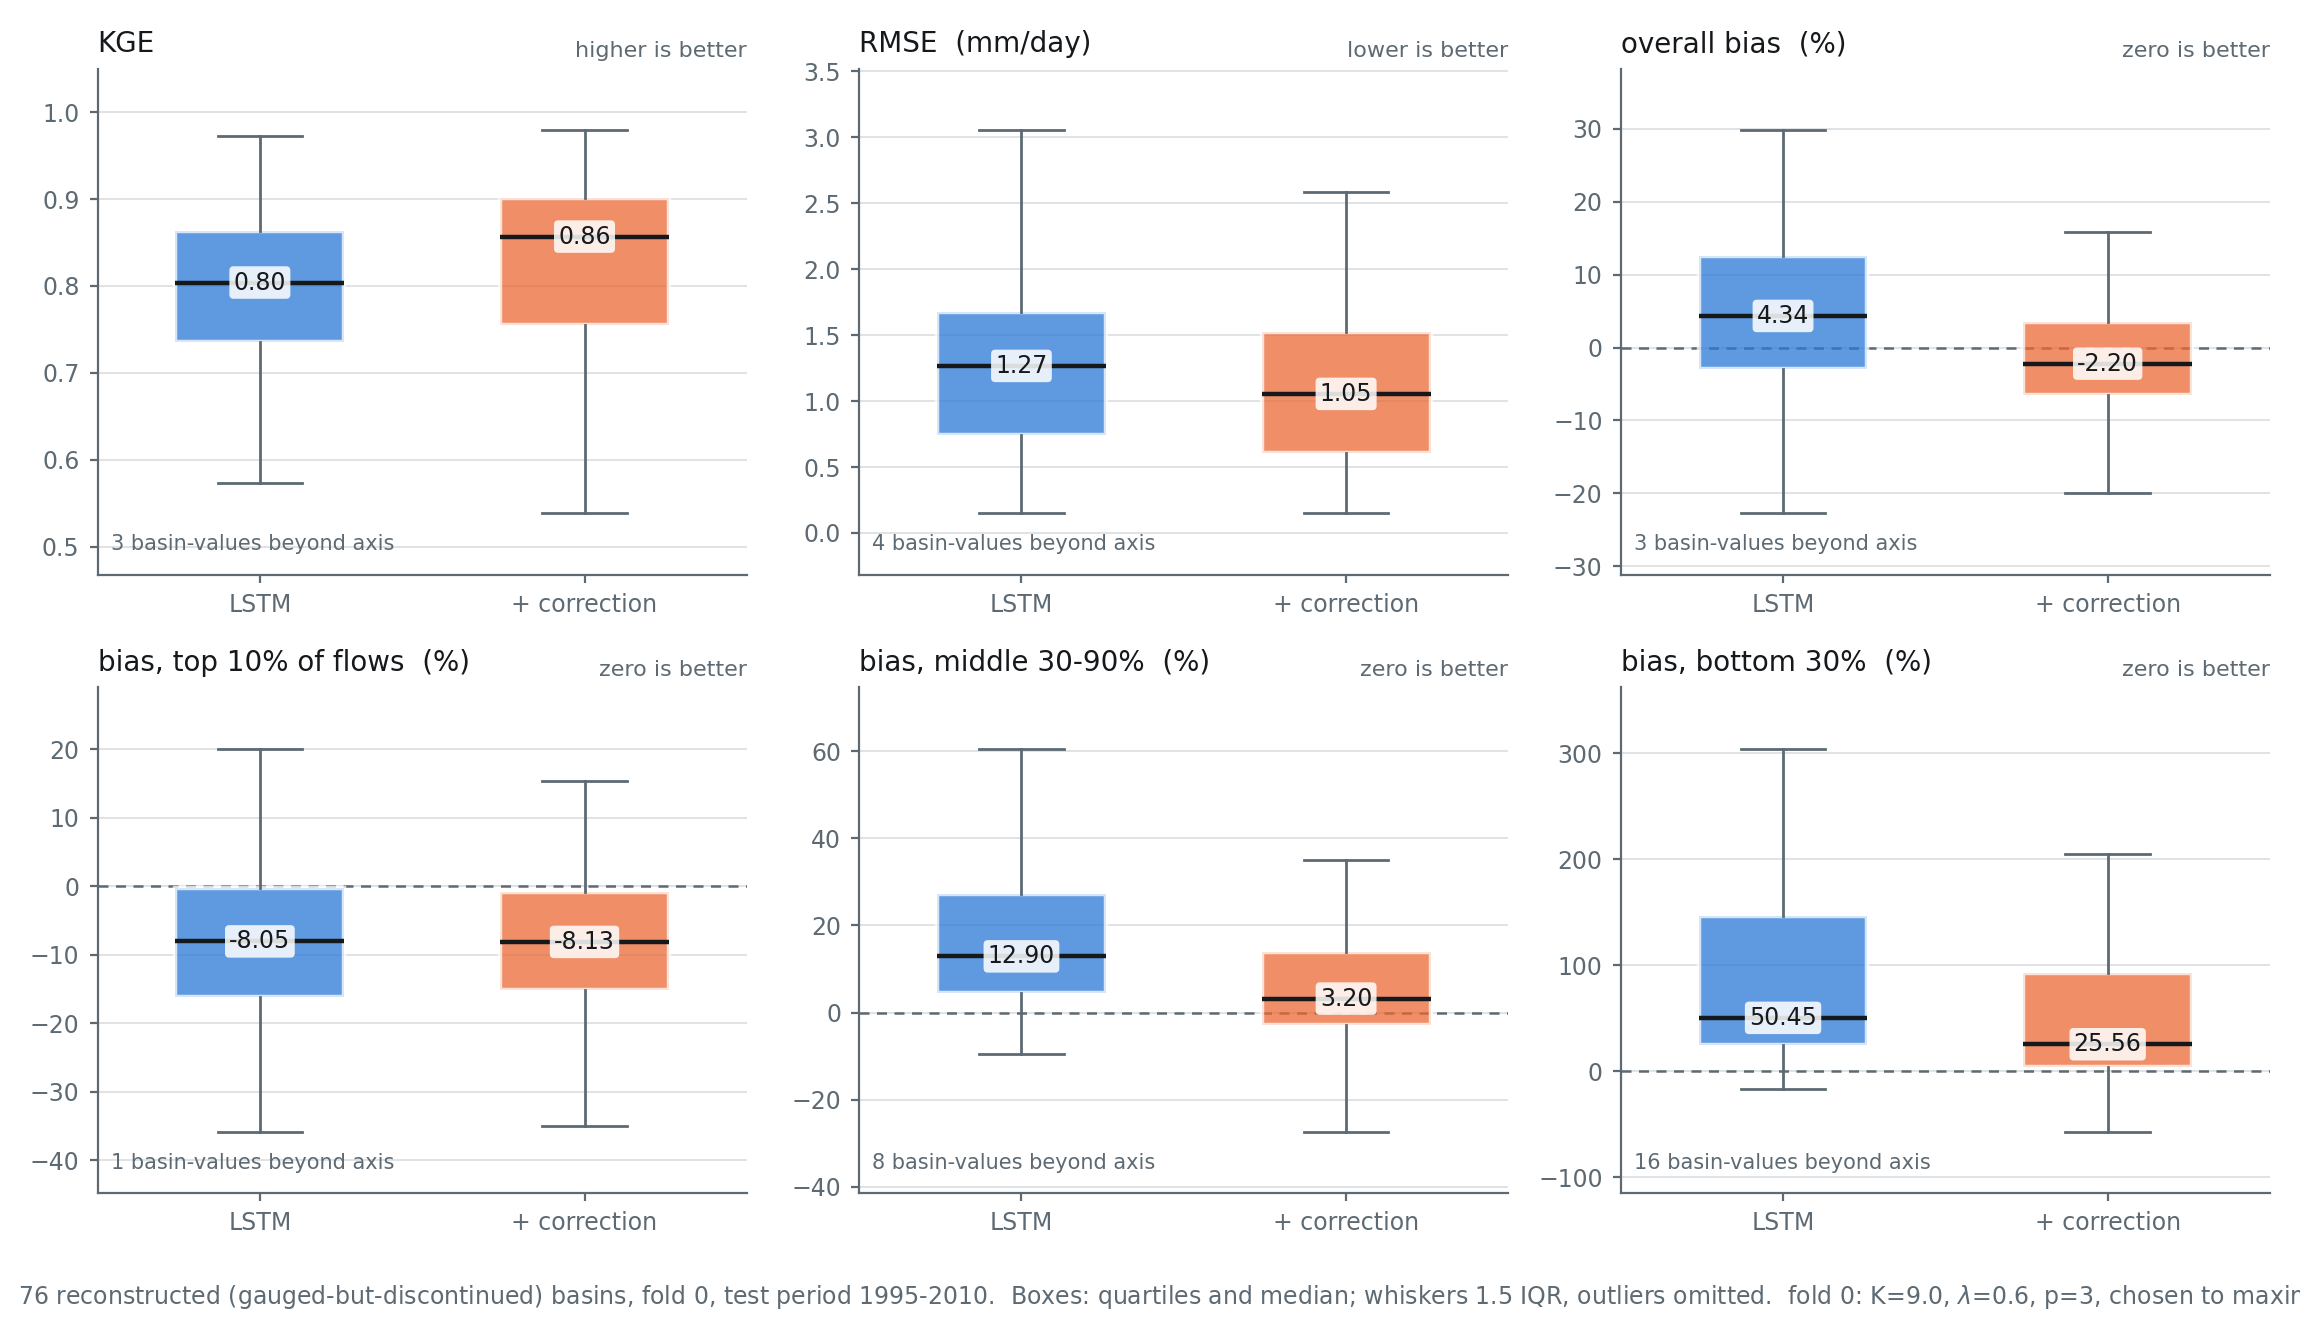 KGE
higher is better
1.0
0.9
0.8
0.7
0.6
0.5
0.80
0.86
3 basin-values beyond axis
LSTM
+ correction
RMSE (mm/day)
lower is better
3.5
3.0
2.5
2.0
1.5
1.0
0.5
0.0
1.27
1.05
4 basin-values beyond axis
LSTM
+ correction
overall bias (%)
zero is better
30
20
10
0
−10
−20
−30
4.34
-2.20
3 basin-values beyond axis
LSTM
+ correction
bias, top 10% of flows (%)
zero is better
20
10
0
−10
−20
−30
−40
-8.05
-8.13
1 basin-values beyond axis
LSTM
+ correction
bias, middle 30-90% (%)
zero is better
60
40
20
0
−20
−40
12.90
3.20
8 basin-values beyond axis
LSTM
+ correction
bias, bottom 30% (%)
zero is better
300
200
100
0
−100
50.45
25.56
16 basin-values beyond axis
LSTM
+ correction
76 reconstructed (gauged-but-discontinued) basins, fold 0, test period 1995-2010. Boxes: quartiles and median; whiskers 1.5 IQR, outliers omitted. fold 0: K=9.0, λ=0.6, p=3, chosen to